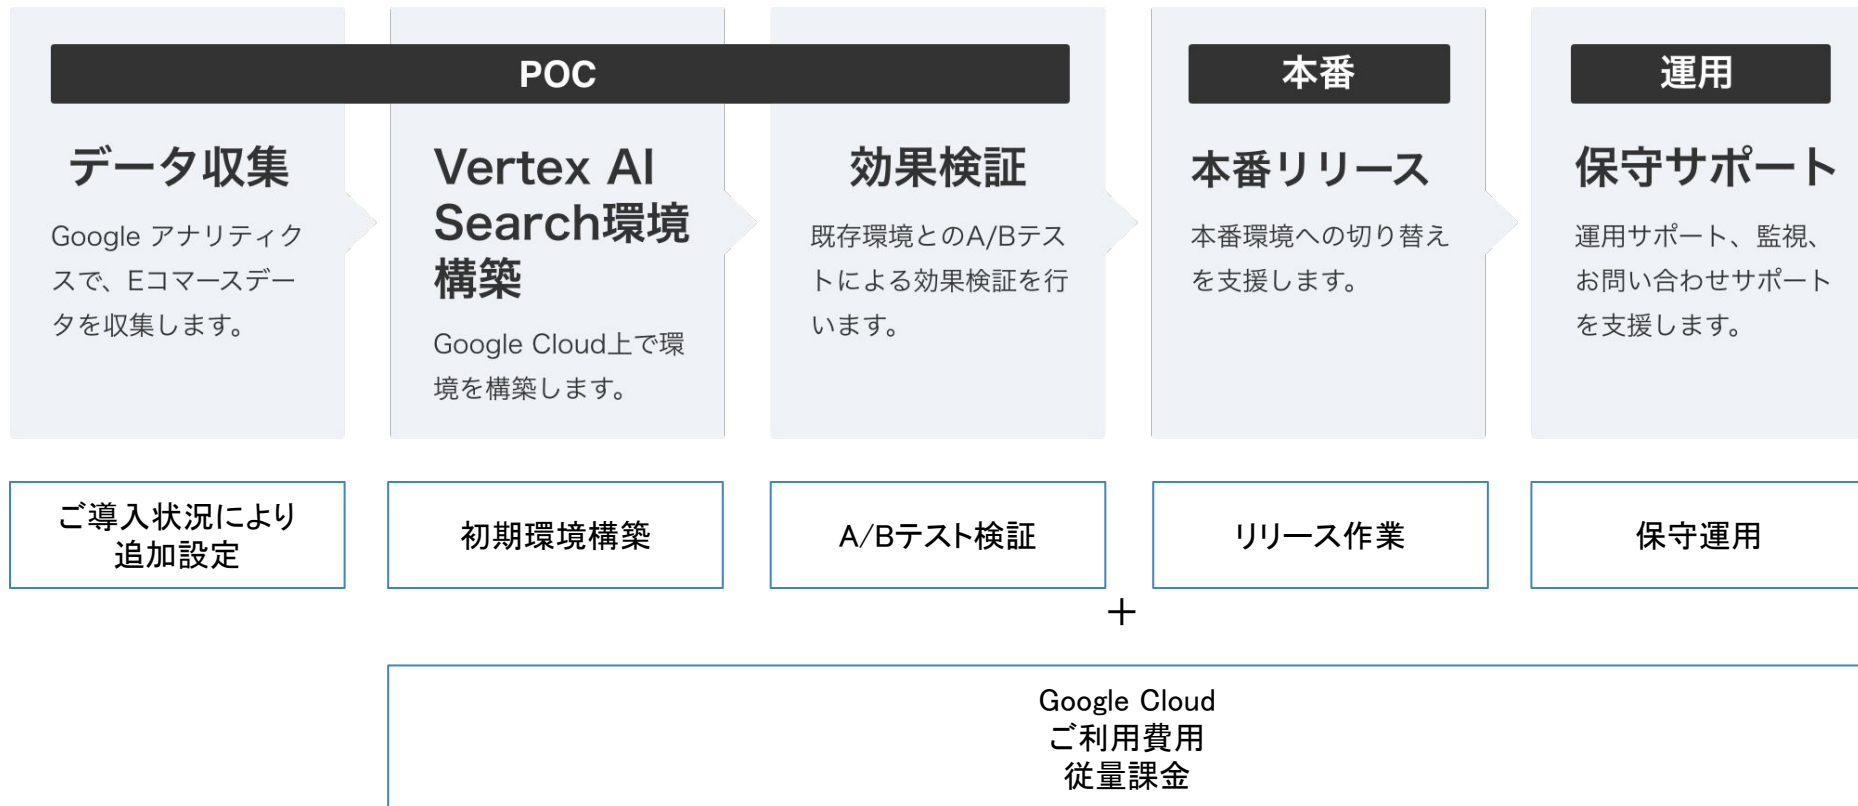 POC
本番
運用
データ収集
Google アナリティク
スで、Eコマースデー
タを収集します。
Vertex AI
Search環境
構築
Google Cloud上で環
境を構築します。
効果検証
既存環境とのA/Bテス
トによる効果検証を行
います。
本番リリース
本番環境への切り替え
を支援します。
保守サポート
運用サポート、監視、
お問い合わせサポート
を支援します。
ご導入状況により
追加設定
初期環境構築
A/Bテスト検証
リリース作業
保守運用
＋
Google Cloud
ご利用費用
従量課金